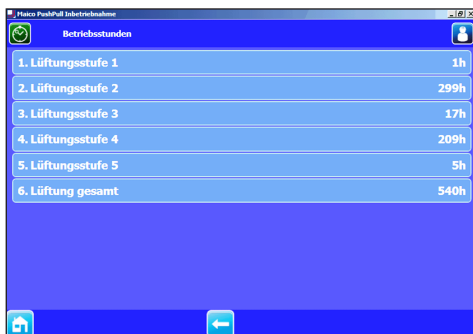 Maico PushPull Inbetriebnahme
Betriebsstunden
1. Lüftungsstufe 1 1h
2. Lüftungsstufe 2 299h
3. Lüftungsstufe 3 17h
4. Lüftungsstufe 4 209h
5. Lüftungsstufe 5 5h
6. Lüftung gesamt 540h